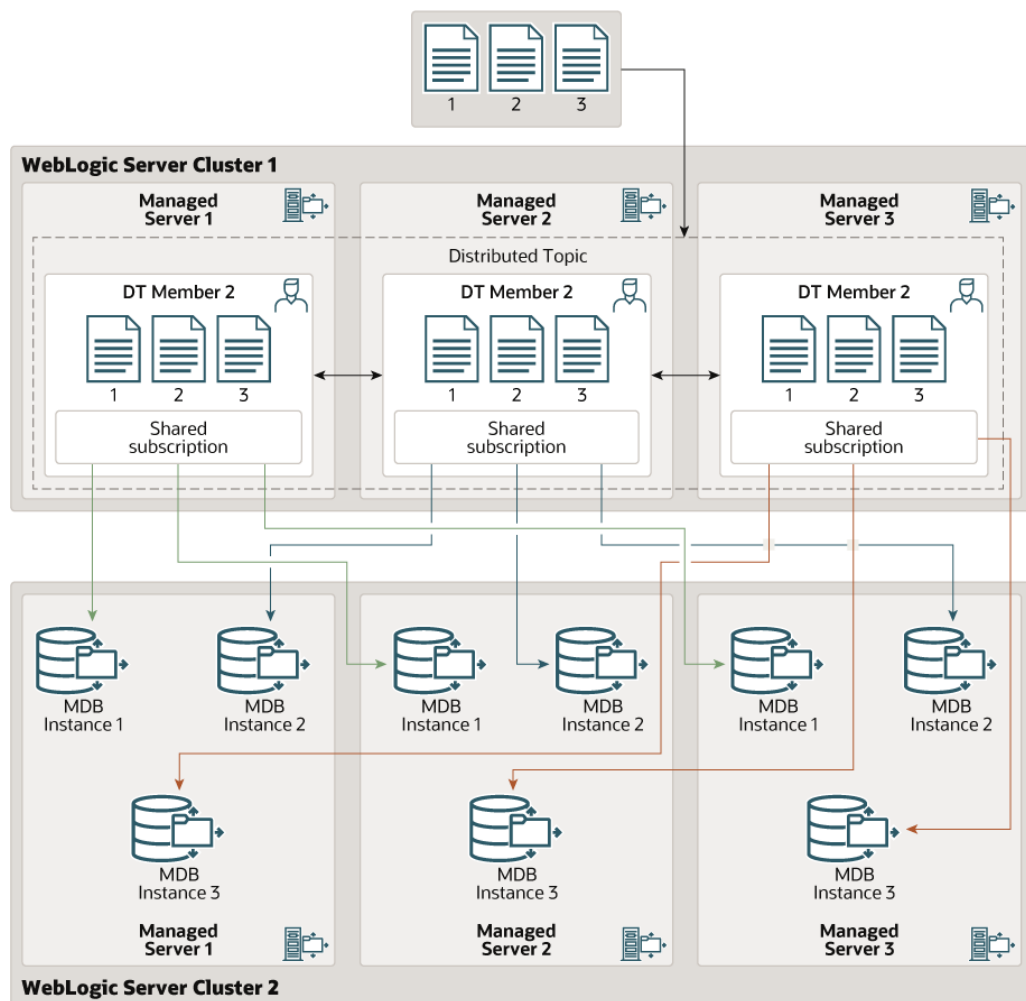 1 2 3
WebLogic Server Cluster 1
Managed
Server 1
Managed
Server 2
Managed
Server 3
Distributed Topic
DT Member 2
DT Member 2
DT Member 2
1 2 3
1 2 3
1 2 3
Shared
subscription
Shared
subscription
Shared
subscription
MDB
Instance 1
MDB
Instance 2
MDB
Instance 1
MDB
Instance 2
MDB
Instance 1
MDB
Instance 2
MDB
Instance 3
MDB
Instance 3
MDB
Instance 3
Managed
Server 1
Managed
Server 2
Managed
Server 3
WebLogic Server Cluster 2